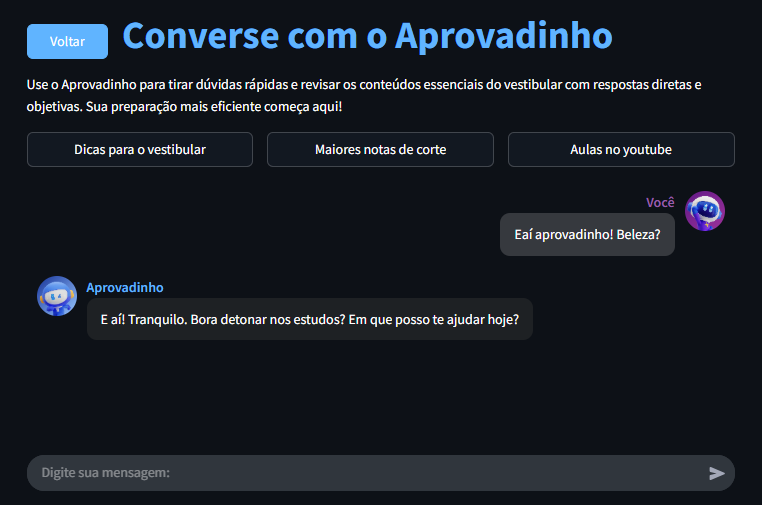 Voltar
Converse com o Aprovadinho
Use o Aprovadinho para tirar dúvidas rápidas e revisar os conteúdos essenciais do vestibular com respostas diretas e
objetivas. Sua preparação mais eficiente começa aqui!
Dicas para o vestibular
Maiores notas de corte
Aulas no youtube
Você
Eaí aprovadinho! Beleza?
Aprovadinho
E aí! Tranquilo. Bora detonar nos estudos? Em que posso te ajudar hoje?
Digite sua mensagem: